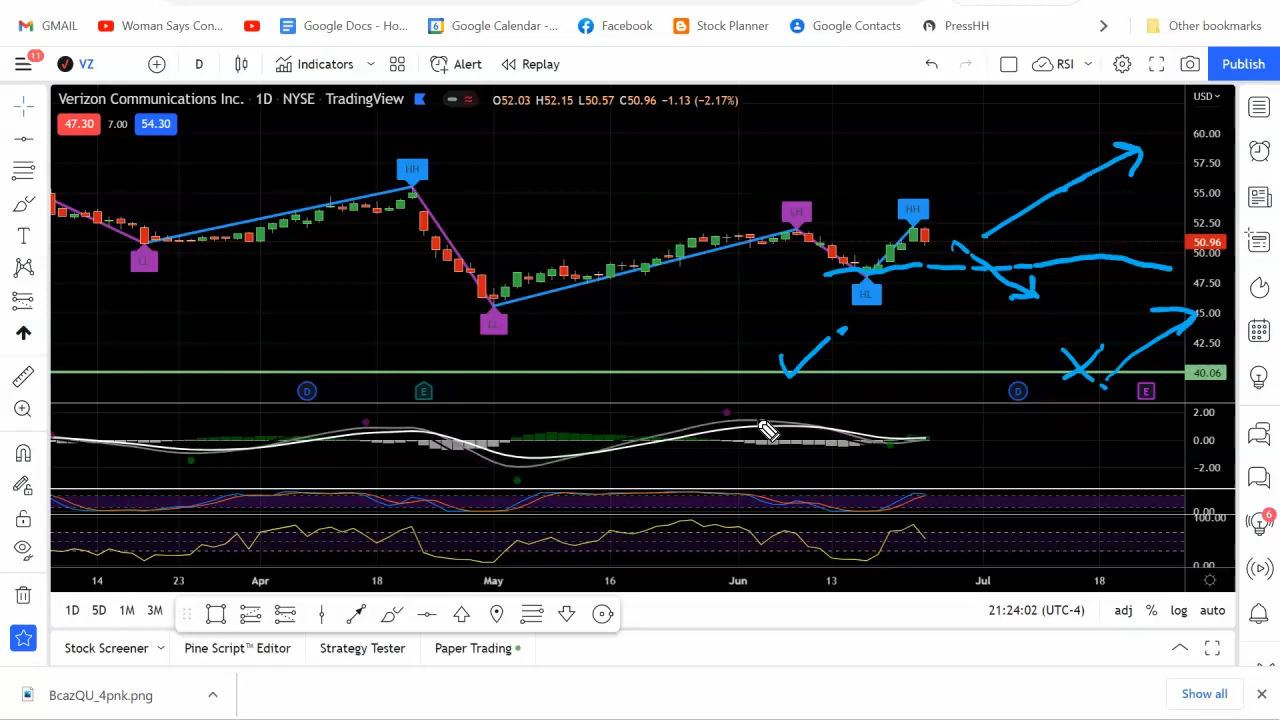 GMAIL Woman Says Con... Google Docs - Ho... 6 Google Calendar -... Facebook Stock Planner Google Contacts PressHH Other bookmarks
11 VZ D Indicators Alert Replay RSI Publish
Verizon Communications Inc. · 1D · NYSE · TradingView O52.03 H52.15 L50.57 C50.96 −1.13 (−2.17%) USD
47.30 7.00 54.30
60.00
57.50
HH
55.00
LH HH 52.50
50.96
LL 50.00
HL 47.50
LL 45.00
42.50
40.06
D E D E
2.00
0.00
−2.00
0.00
100.00
6
0.00
14 23 Apr 18 May 16 Jun 13 Jul 18
1D 5D 1M 3M 21:24:02 (UTC-4) adj % log auto
Stock Screener Pine Script™ Editor Strategy Tester Paper Trading
BcazQU_4pnk.png Show all